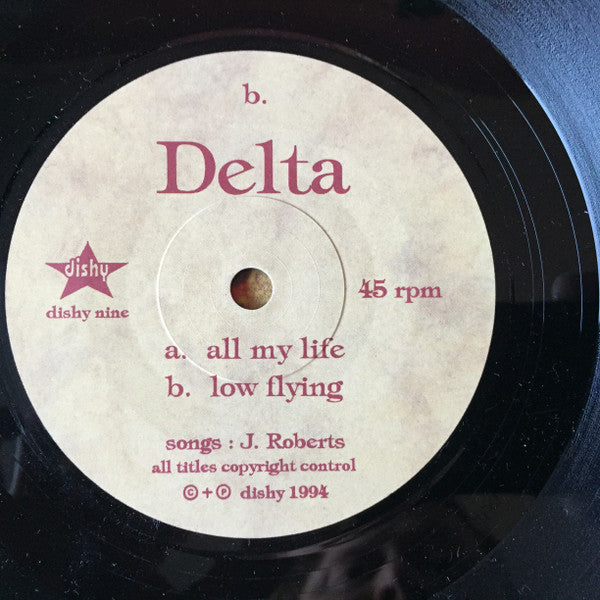 b.
Delta
dishy
dishy nine
45 rpm
a. all my life
b. low flying
songs : J. Roberts
all titles copyright control
© + ℗ dishy 1994